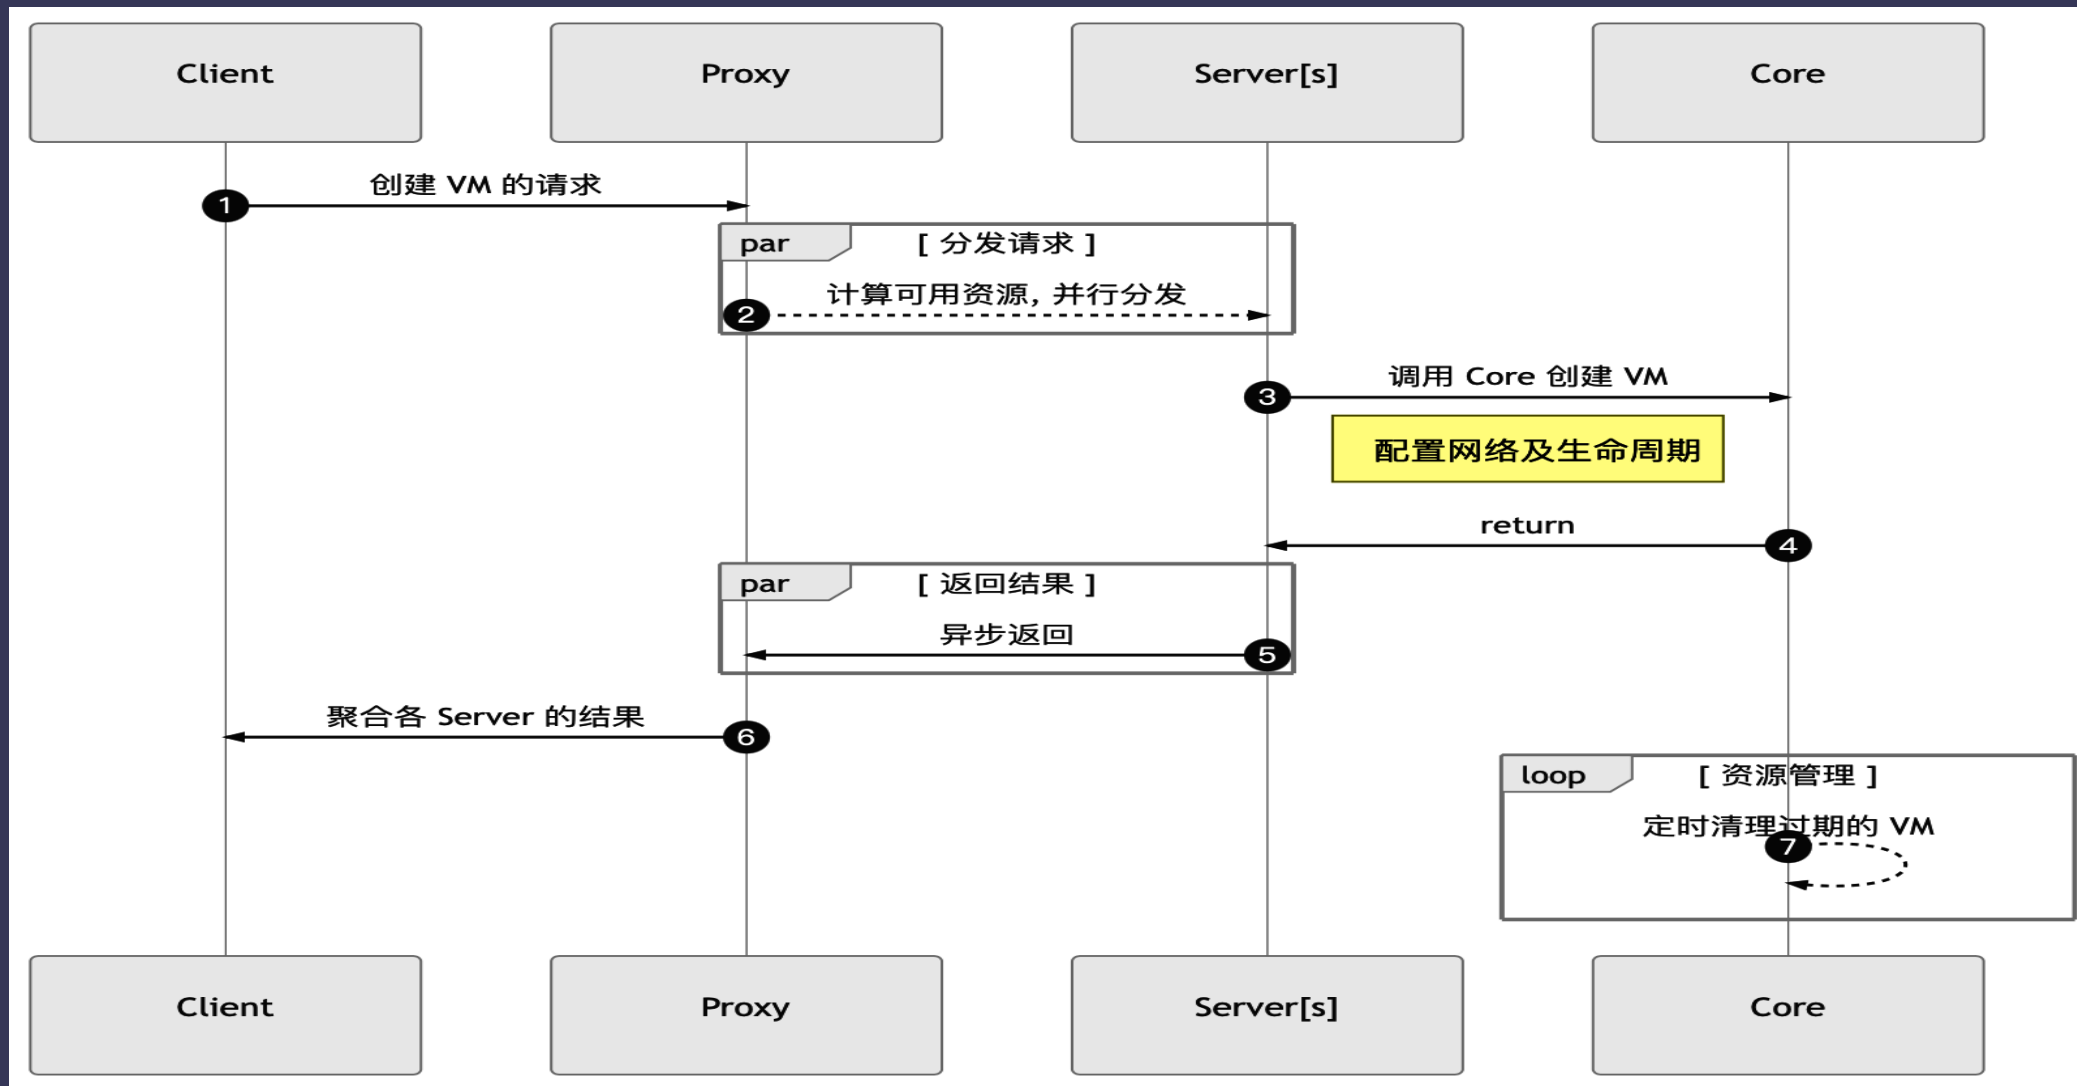 Client
Proxy
Server[s]
Core
创建 VM 的请求
1
par
[ 分发请求 ]
计算可用资源, 并行分发
2
调用 Core 创建 VM
3
配置网络及生命周期
return
4
par
[ 返回结果 ]
异步返回
5
聚合各 Server 的结果
6
loop
[ 资源管理 ]
定时清理过期的 VM
7
Client
Proxy
Server[s]
Core